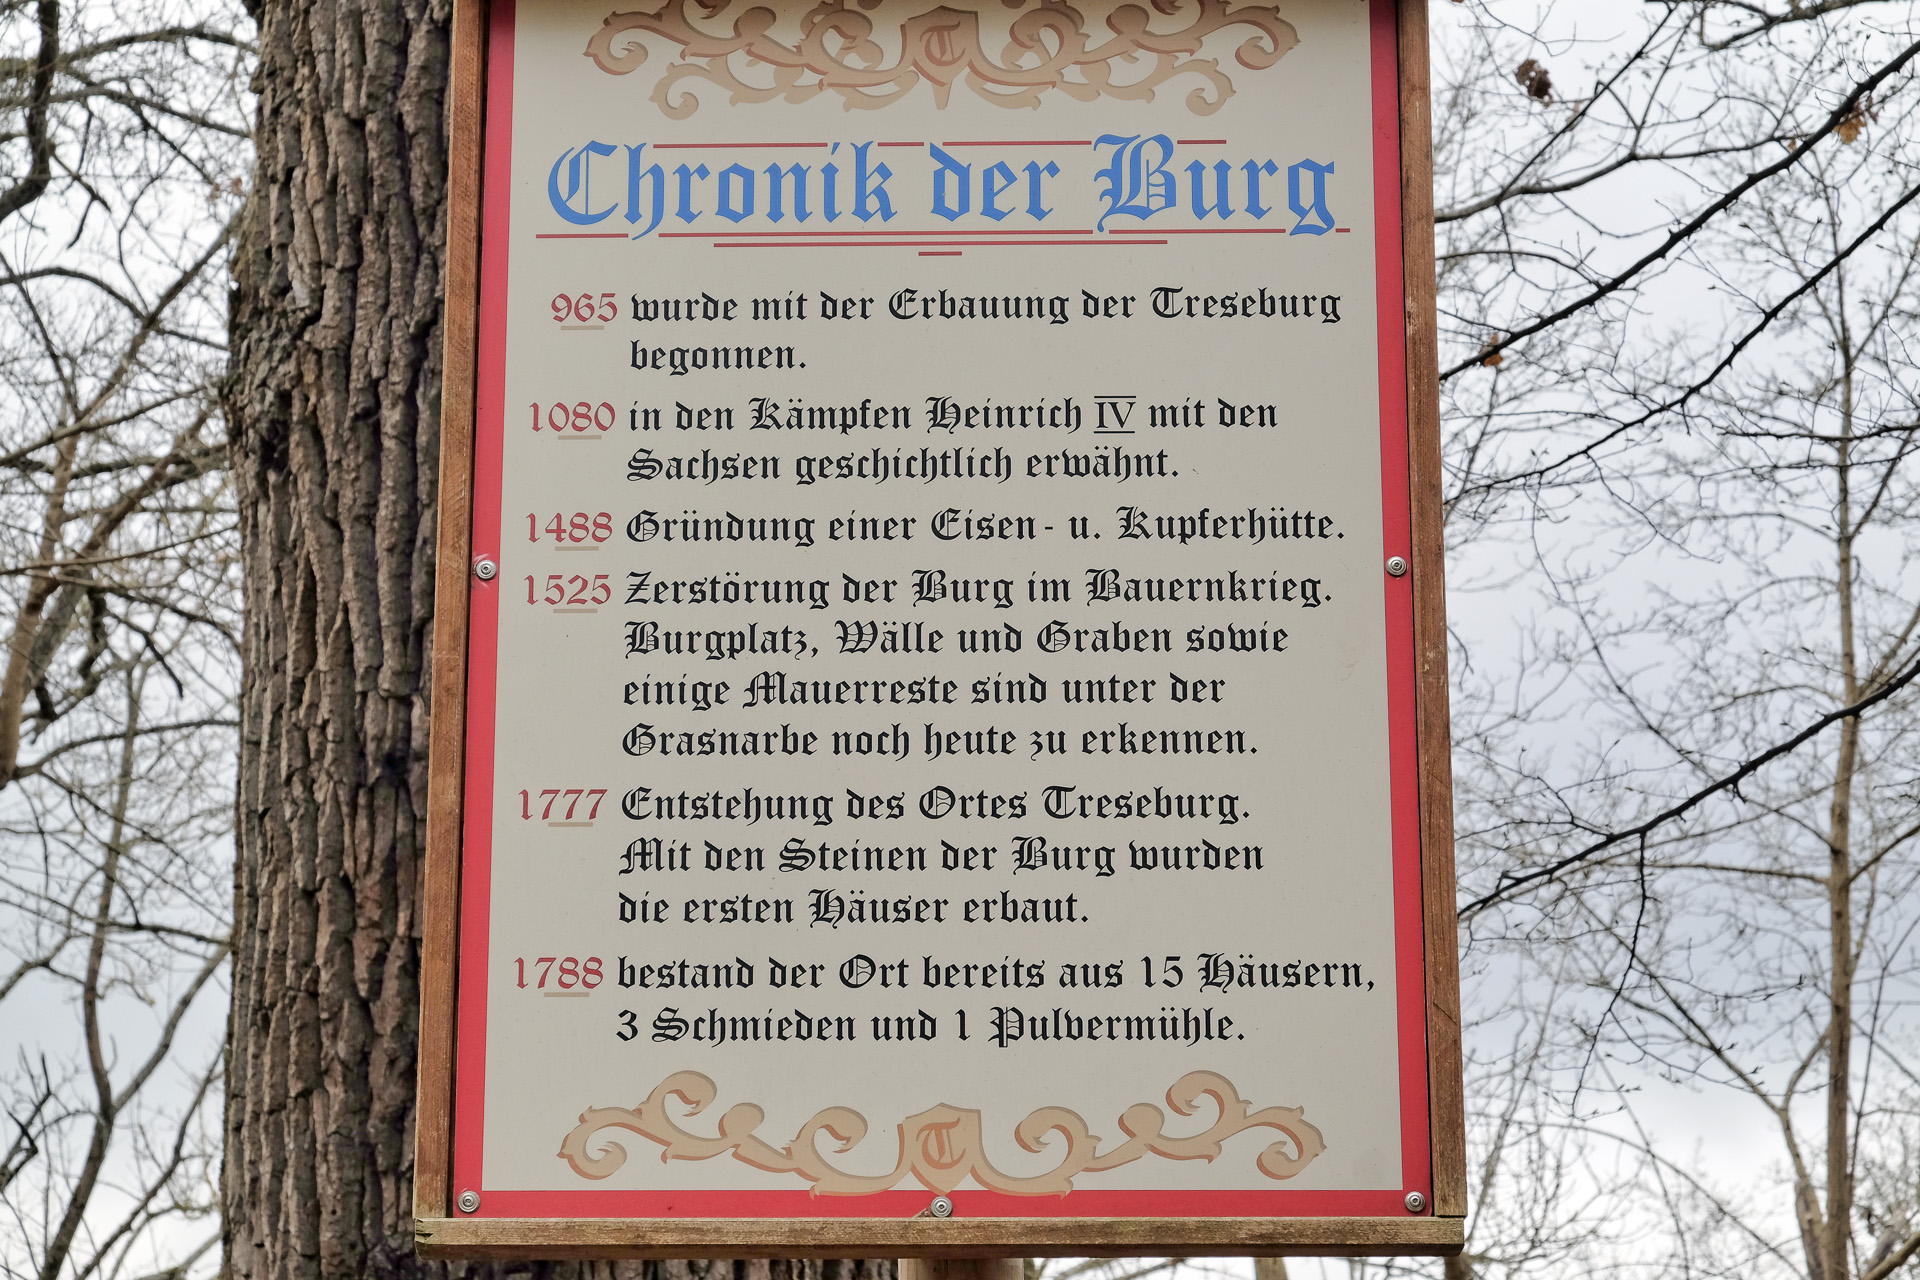 T
Chronik der Burg
965 wurde mit der Erbauung der Treseburg
begonnen.
1080 in den Kämpfen Heinrich IV mit den
Sachsen geschichtlich erwähnt.
1488 Gründung einer Eisen- u. Kupferhütte.
1525 Zerstörung der Burg im Bauernkrieg.
Burgplatz, Wälle und Graben sowie
einige Mauerreste sind unter der
Grasnarbe noch heute zu erkennen.
1777 Entstehung des Ortes Treseburg.
Mit den Steinen der Burg wurden
die ersten Häuser erbaut.
1788 bestand der Ort bereits aus 15 Häusern,
3 Schmieden und 1 Pulvermühle.
T